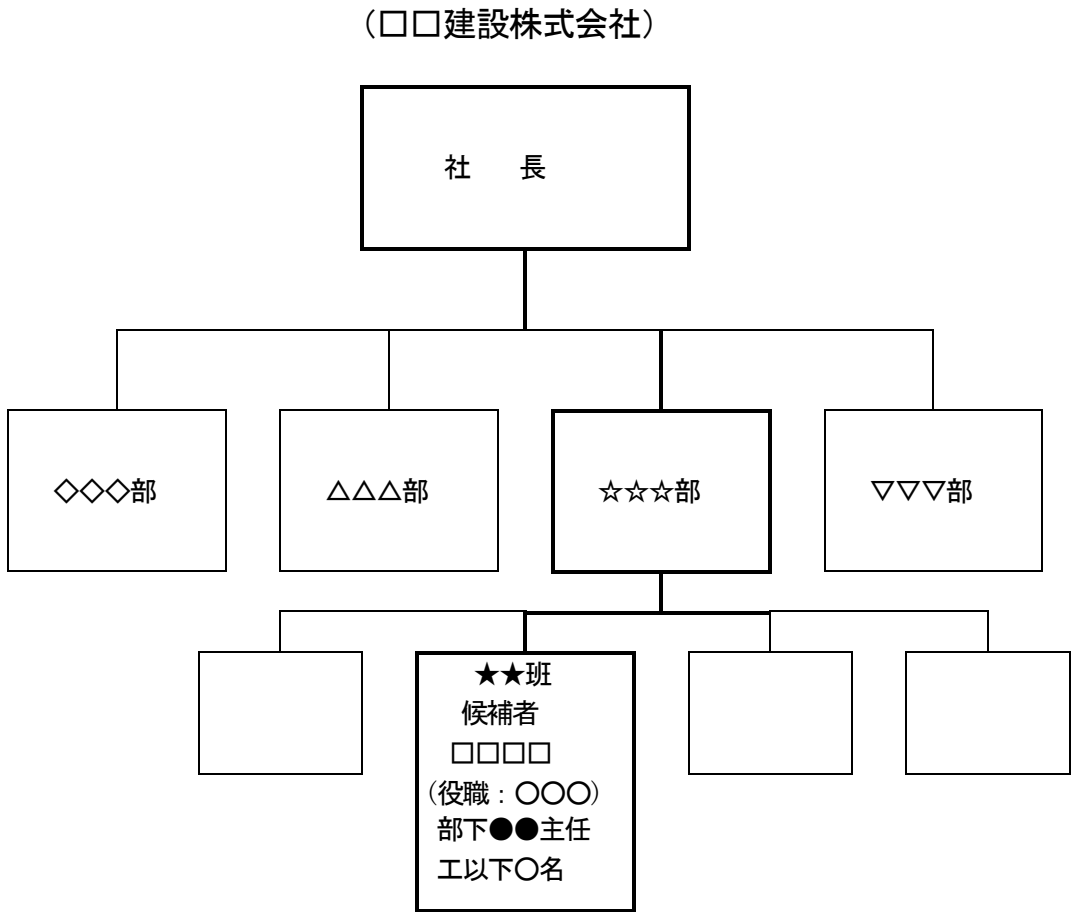 （□□建設株式会社）
社　長
◇◇◇部
△△△部
☆☆☆部
▽▽▽部
★★班
候補者
□□□□
（役職：○○○）
部下●●主任
工以下○名